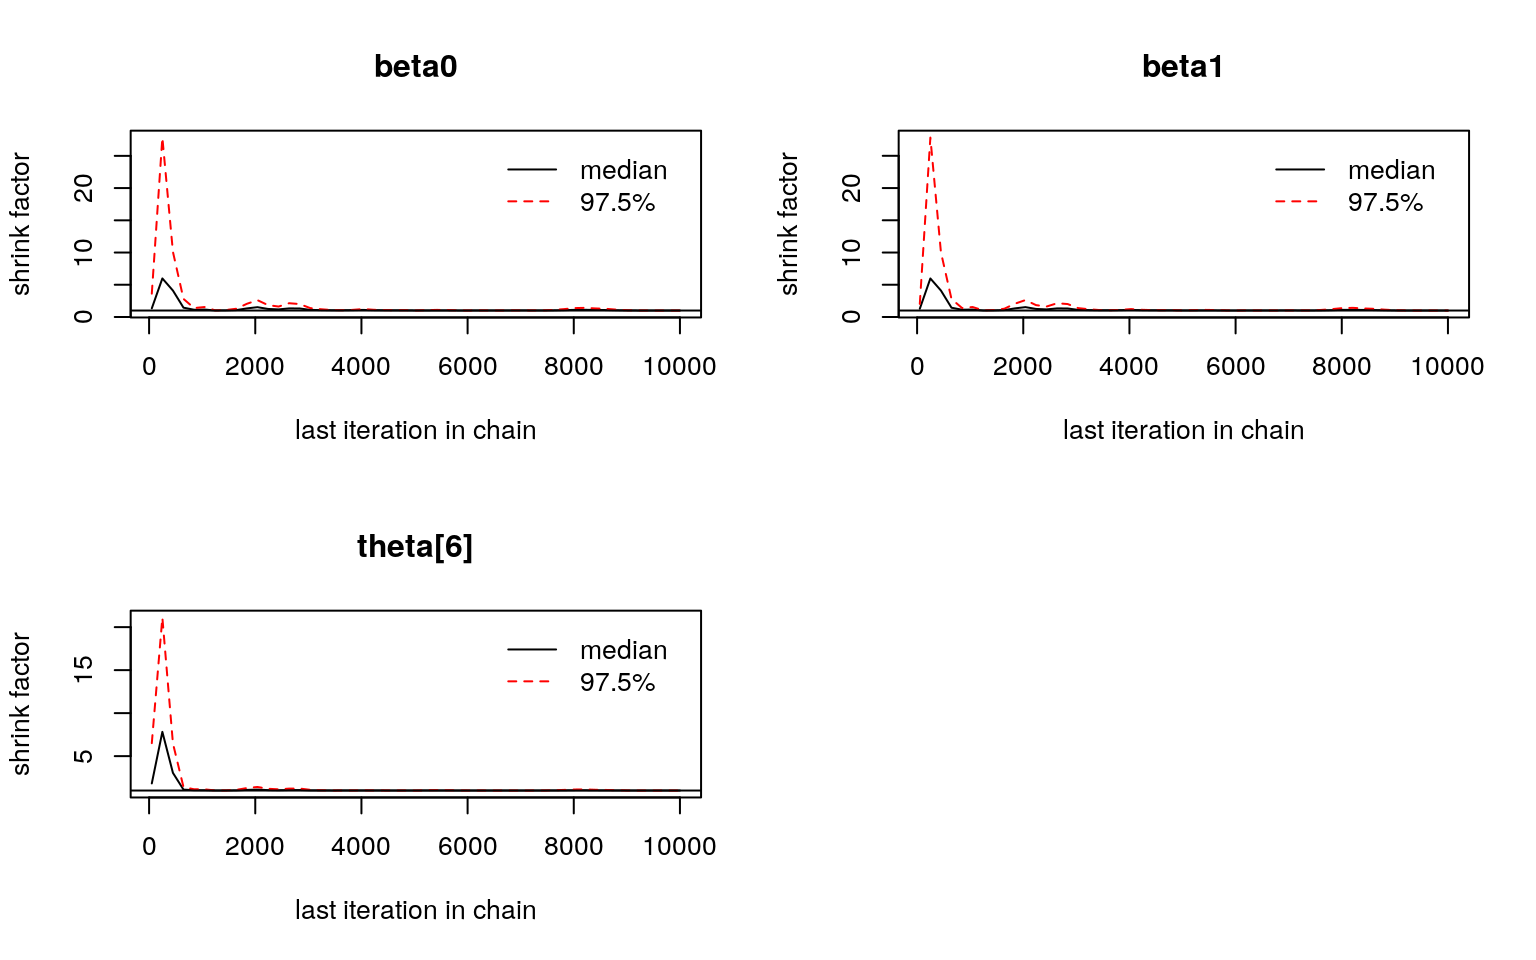 beta0
shrink factor
0
10
20
median
97.5%
0 2000 4000 6000 8000 10000
last iteration in chain
beta1
shrink factor
0
10
20
median
97.5%
0 2000 4000 6000 8000 10000
last iteration in chain
theta[6]
shrink factor
5
15
median
97.5%
0 2000 4000 6000 8000 10000
last iteration in chain